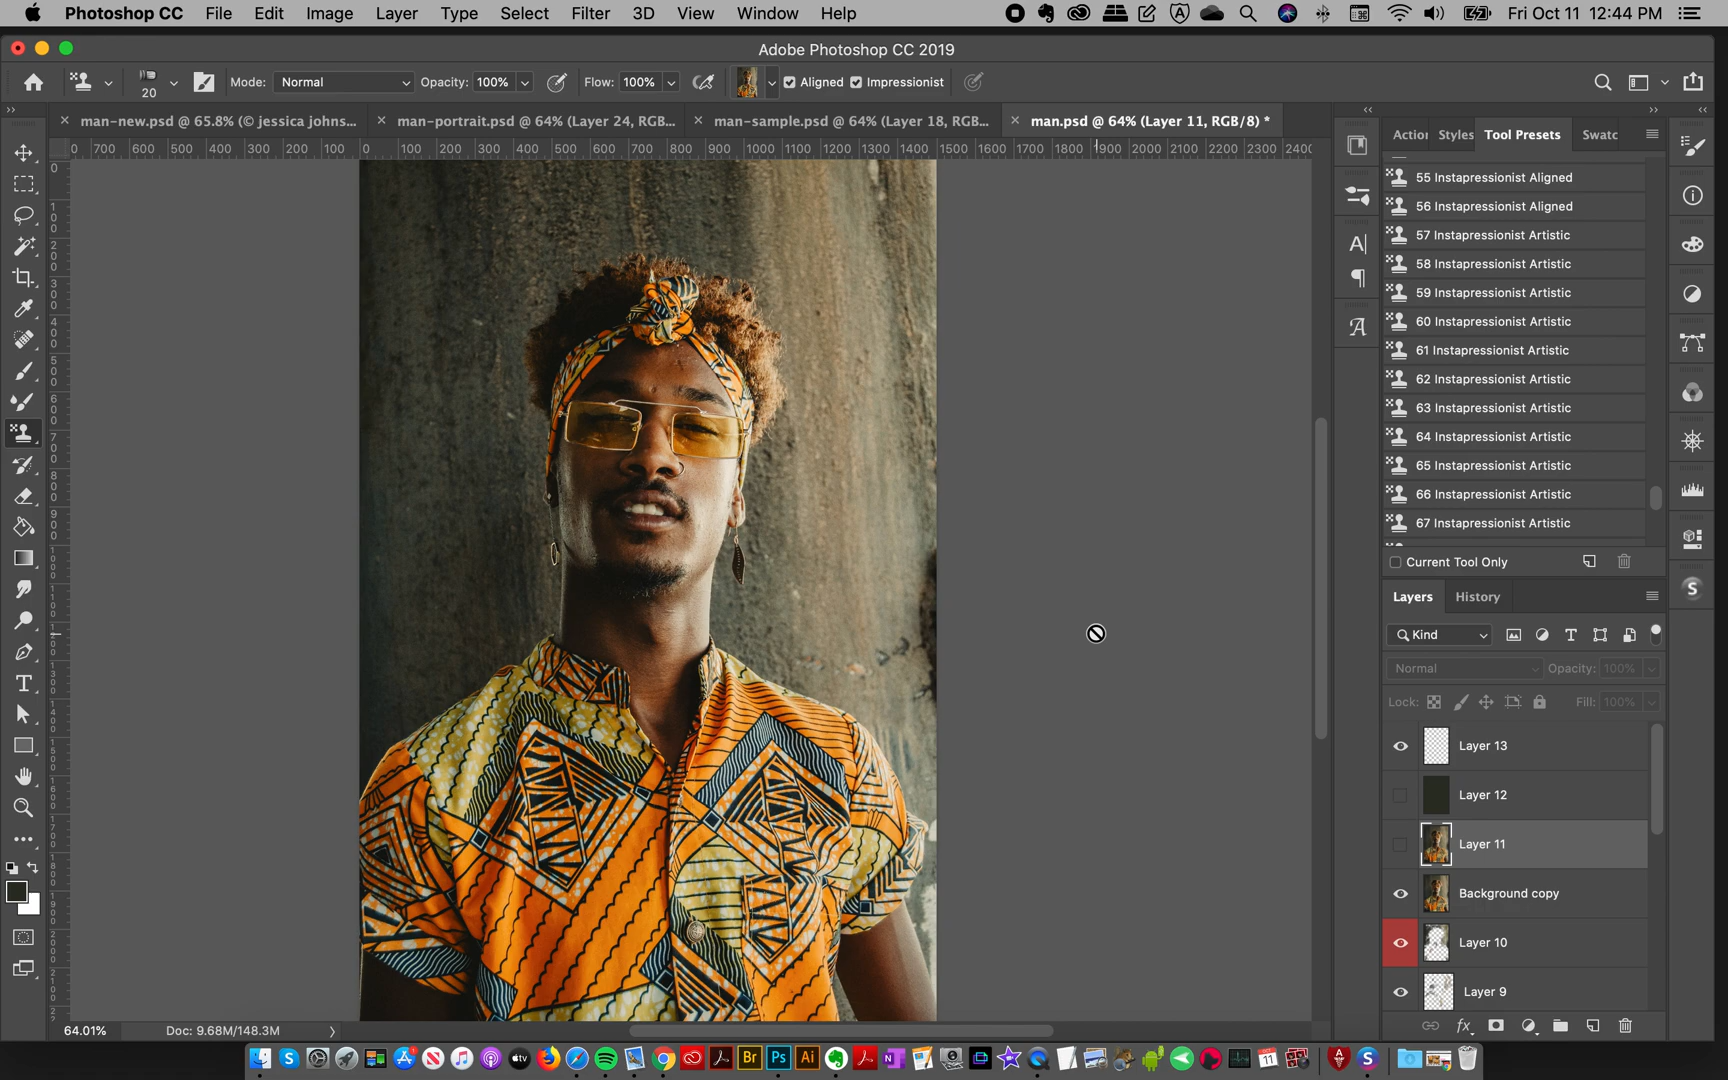 Photoshop CC File Edit Image Layer Type Select Filter 3D View Window Help Fri Oct 11 12:44 PM
Adobe Photoshop CC 2019
20 Mode: Normal Opacity: 100% Flow: 100% Aligned Impressionist
man-new.psd @ 65.8% (© jessica johns... man-portrait.psd @ 64% (Layer 24, RGB... man-sample.psd @ 64% (Layer 18, RGB... man.psd @ 64% (Layer 11, RGB/8) *
Action Styles Tool Presets Swatc
0 700 600 500 400 300 200 100 0 100 200 300 400 500 600 700 800 900 1000 1100 1200 1300 1400 1500 1600 1700 1800 1900 2000 2100 2200 2300 2400
55 Instapressionist Aligned
56 Instapressionist Aligned
57 Instapressionist Artistic
58 Instapressionist Artistic
59 Instapressionist Artistic
60 Instapressionist Artistic
61 Instapressionist Artistic
62 Instapressionist Artistic
63 Instapressionist Artistic
64 Instapressionist Artistic
65 Instapressionist Artistic
66 Instapressionist Artistic
67 Instapressionist Artistic
Current Tool Only
Layers History
Kind
Normal Opacity: 100%
Lock: Fill: 100%
Layer 13
Layer 12
Layer 11
Background copy
Layer 10
Layer 9
64.01% Doc: 9.68M/148.3M
Br Ps Ai